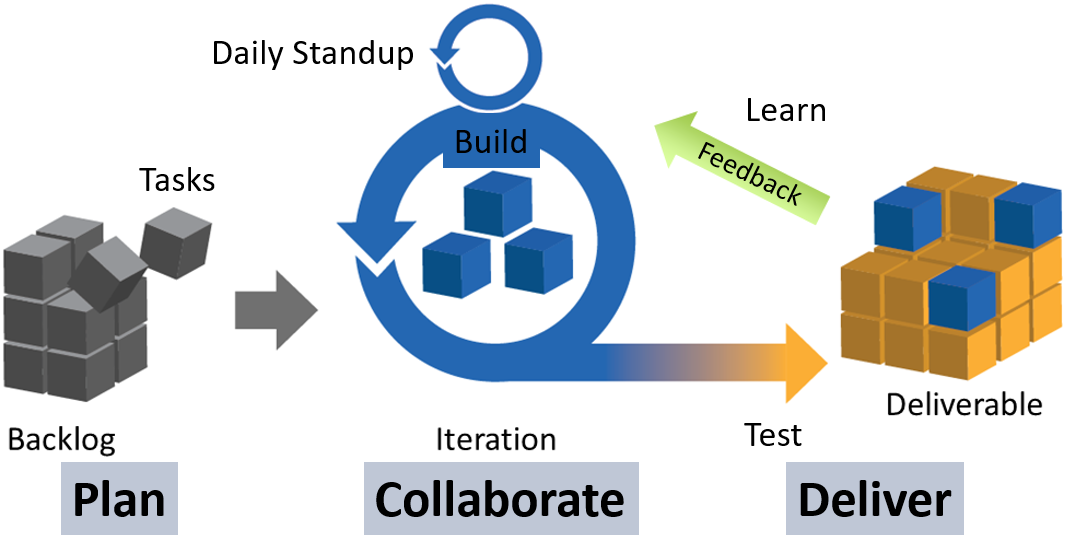 Daily Standup
Build
Learn
Feedback
Tasks
Deliverable
Backlog
Iteration
Test
Plan
Collaborate
Deliver